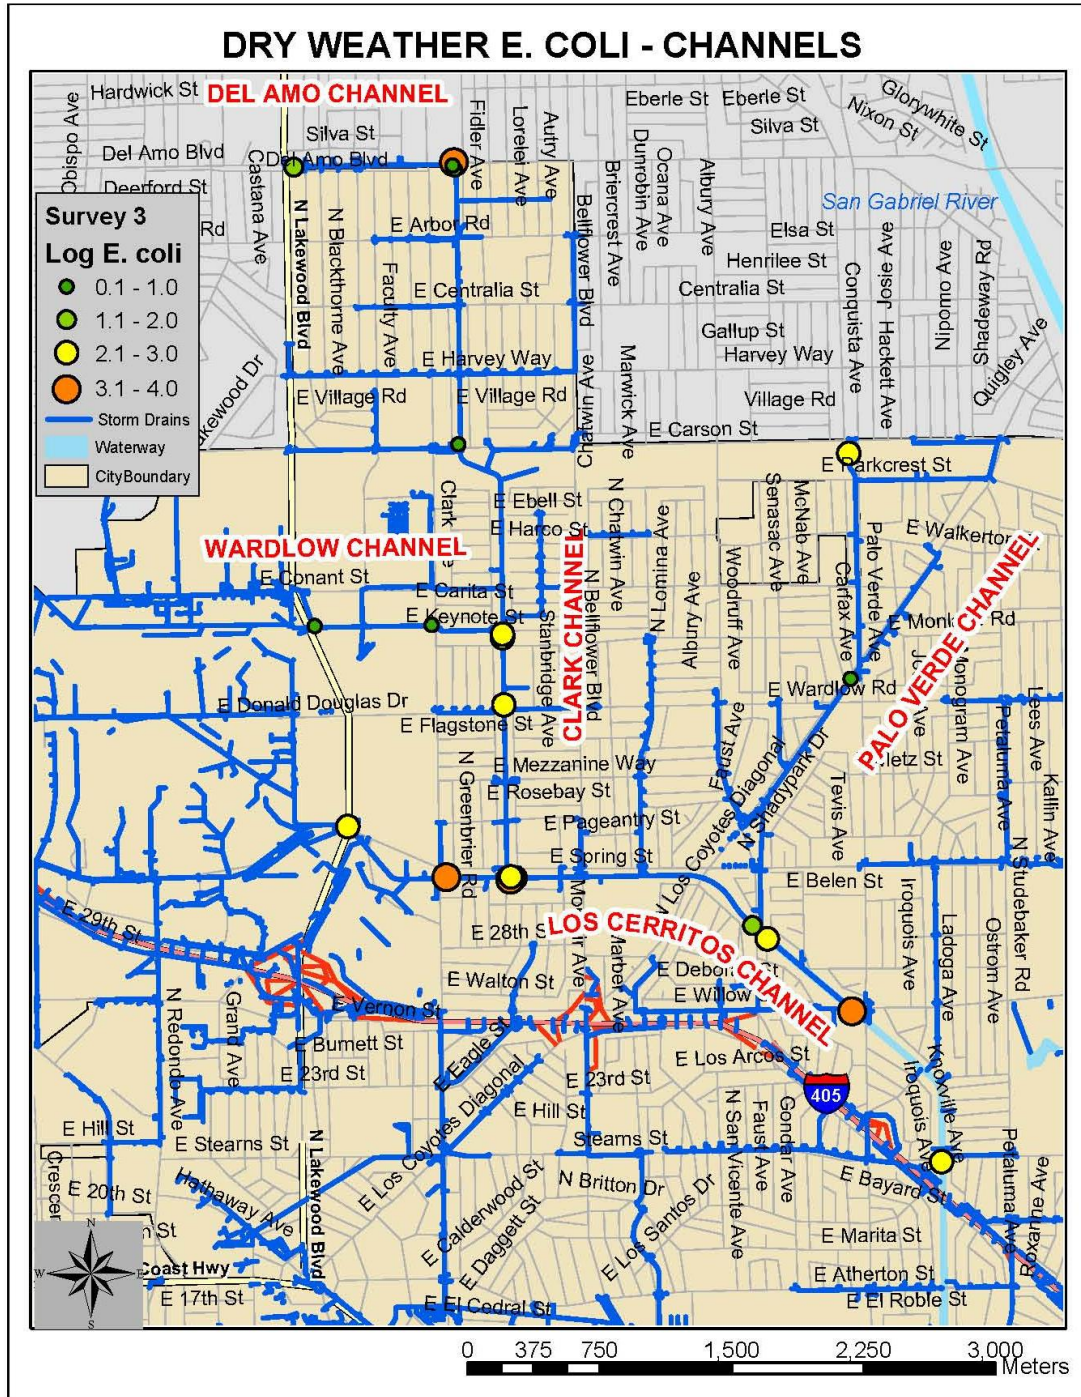 DRY WEATHER E. COLI - CHANNELS
Hardwick St
DEL AMO CHANNEL
Eberle St
Eberle St
Glorywhite St
Nixon St
Silva St
Silva St
Obispo Ave
Del Amo Blvd
Castana Ave
Del Amo Blvd
Fidler Ave
Lorelei Ave
Autry Ave
Deerford St
Briercrest Ave
Dunrobin Ave
Ocana Ave
Albury Ave
San Gabriel River
Survey 3
Log E. coli
0.1 - 1.0
1.1 - 2.0
2.1 - 3.0
3.1 - 4.0
Storm Drains
Waterway
CityBoundary
Rd
N Lakewood Blvd
N Blackthorne Ave
Faculty Ave
E Arbor Rd
Bellflower Blvd
Elsa St
Henrilee St
E Centralia St
Centralia St
Conquista Ave
Josie Ave
Hackett Ave
Nipomo Ave
Shadeway Rd
Quigley Ave
Gallup St
E Harvey Way
Harvey Way
Chatwin Ave
Marwick Ave
E Village Rd
E Village Rd
Village Rd
E Carson St
E Parkcrest St
Clark
E Ebell St
E Harco St
N Chatwin Ave
Senasac Ave
McNab Ave
E Walkerton
WARDLOW CHANNEL
E Conant St
E Carita St
E Keynote St
CLARK CHANNEL
Stanbridge Ave
N Bellflower Blvd
N Lomina Ave
Albury Ave
Woodruff Ave
Carfax Ave
Palo Verde Ave
PALO VERDE CHANNEL
Rd
E Donald Douglas Dr
E Flagstone St
E Wardlow Rd
Ave
Monogram Ave
Petaluma Ave
Lees Ave
E Mezzanine Way
Faust Ave
N Los Coyotes Diagonal
N Shadypark Dr
N Greenbrier Rd
E Rosebay St
E Pageantry St
Tevis Ave
Kallin Ave
E Spring St
E Belen St
N Studebaker Rd
E 29th St
E 28th S
LOS CERRITOS CHANNEL
Iroquois Ave
Ladoga Ave
Ostrom Ave
E Walton St
Marber Ave
E Willow
N Redondo Ave
Grand Ave
E Vernon St
E Burnett St
E Eagle St
E Los Arcos St
E 23rd St
E 23rd St
405
E Hill St
E Hill St
E Stearns St
Stearns St
E Los Coyotes Diagonal
N San Vicente Ave
Faust Ave
Gondar Ave
Iroquois Ave
Knoxville Ave
E 20th St
Hathaway Ave
N Lakewood Blvd
E Calderwood St
E Daggett St
N Britton Dr
E Los Santos Dr
E Bayard St
Petaluma Ave
Roxanne Ave
E Marita St
Coast Hwy
E 17th St
E El Cedral St
E Atherton St
E El Roble St
N
W
E
S
0 375 750 1,500 2,250 3,000
Meters